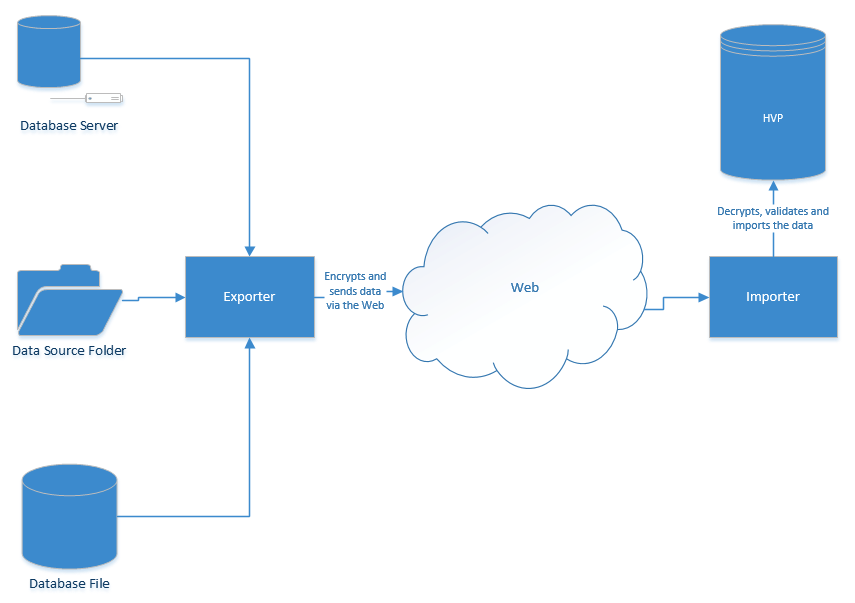 Database Server
HVP
Decrypts, validates and
imports the data
Data Source Folder
Exporter
Encrypts and
sends data
via the Web
Web
Importer
Database File